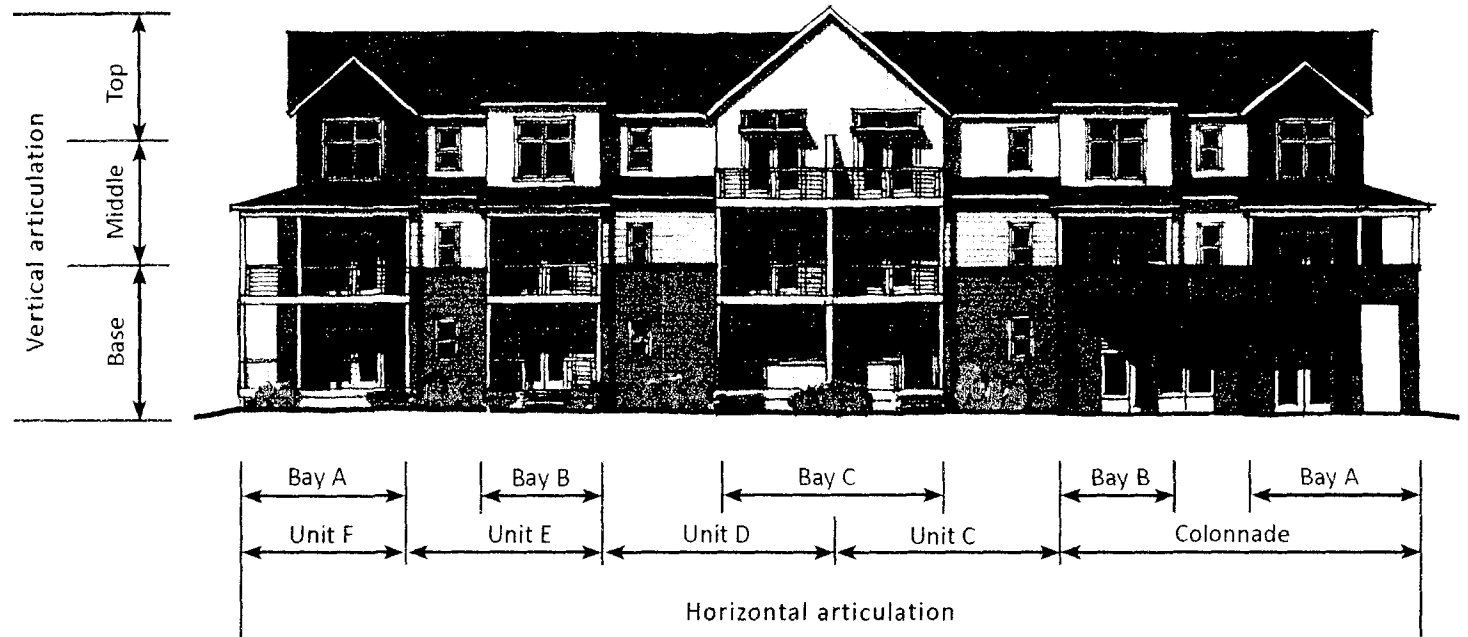 Vertical articulation
Top
Middle
Base
Bay A
Bay B
Bay C
Bay B
Bay A
Unit F
Unit E
Unit D
Unit C
Colonnade
Horizontal articulation